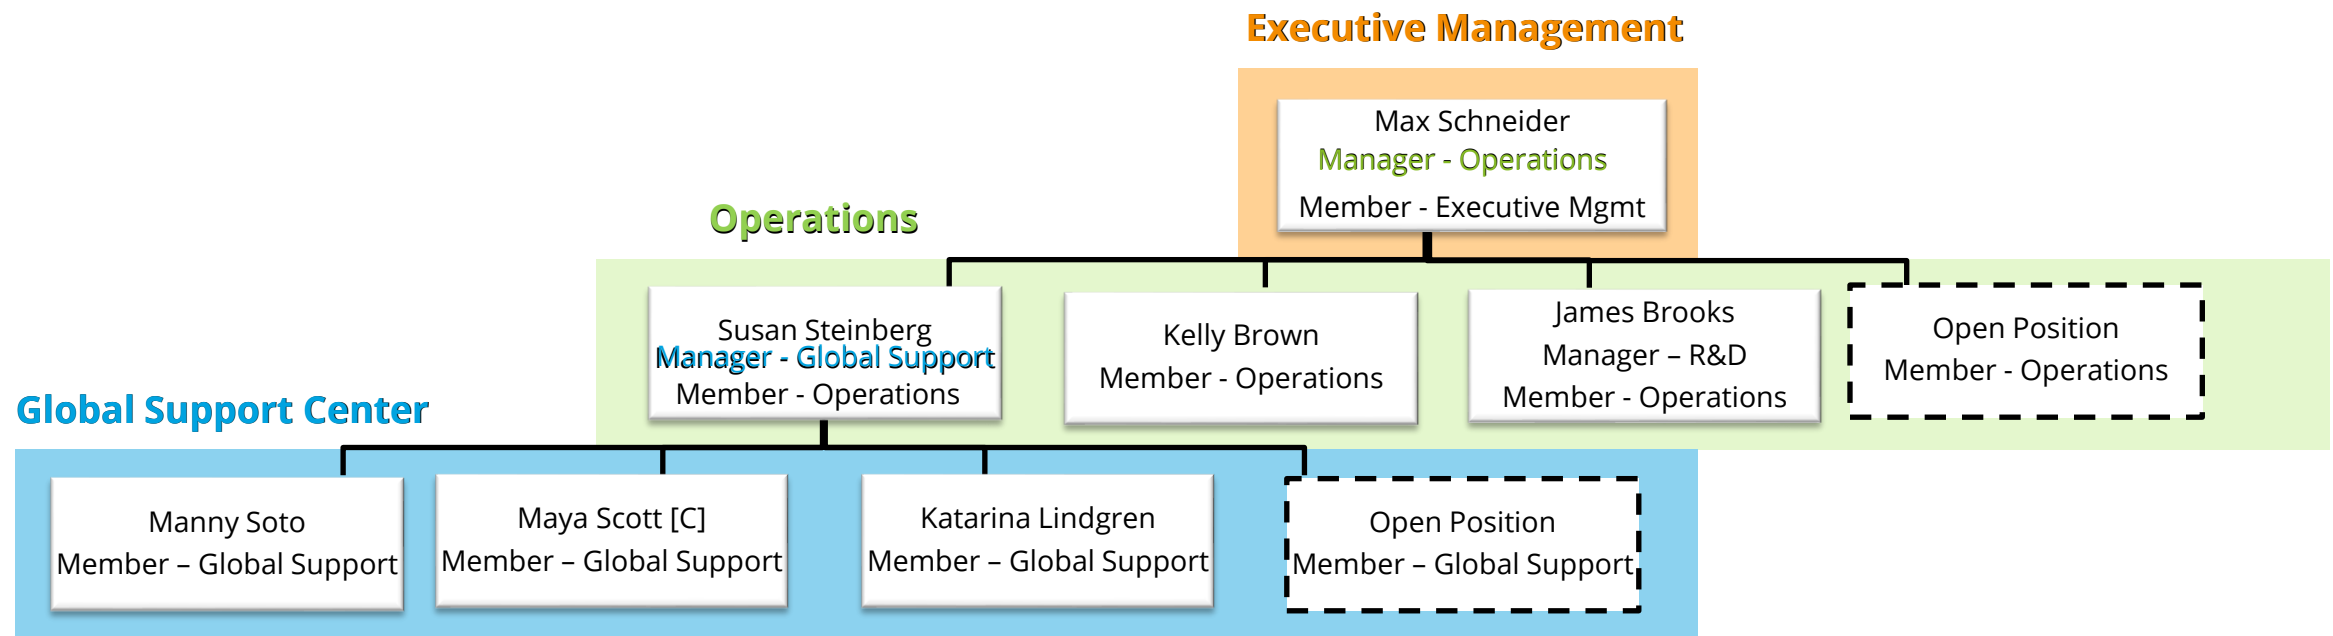 Executive Management
Max Schneider
Manager - Operations
Member - Executive Mgmt
Operations
Susan Steinberg
Manager - Global Support
Member - Operations
Kelly Brown
Member - Operations
James Brooks
Manager – R&D
Member - Operations
Open Position
Member - Operations
Global Support Center
Manny Soto
Member – Global Support
Maya Scott [C]
Member – Global Support
Katarina Lindgren
Member – Global Support
Open Position
Member – Global Support